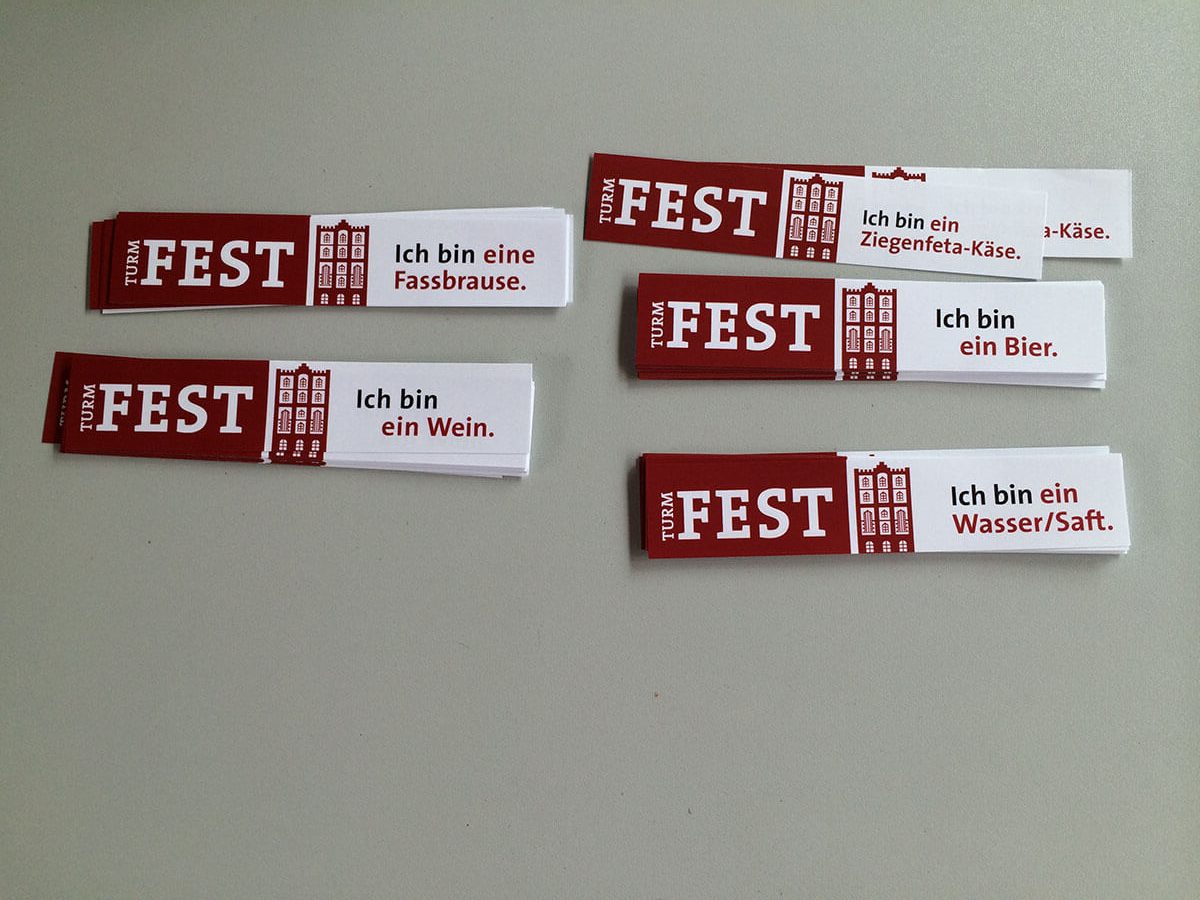 TURM
FEST
Ich bin eine
Fassbrause.
TURM
FEST
Ich bin
ein Wein.
TURM
TURM
FEST
Ich bin ein
Ziegenfeta-Käse.
a-Käse.
TURM
FEST
Ich bin
ein Bier.
TURM
FEST
Ich bin ein
Wasser/Saft.